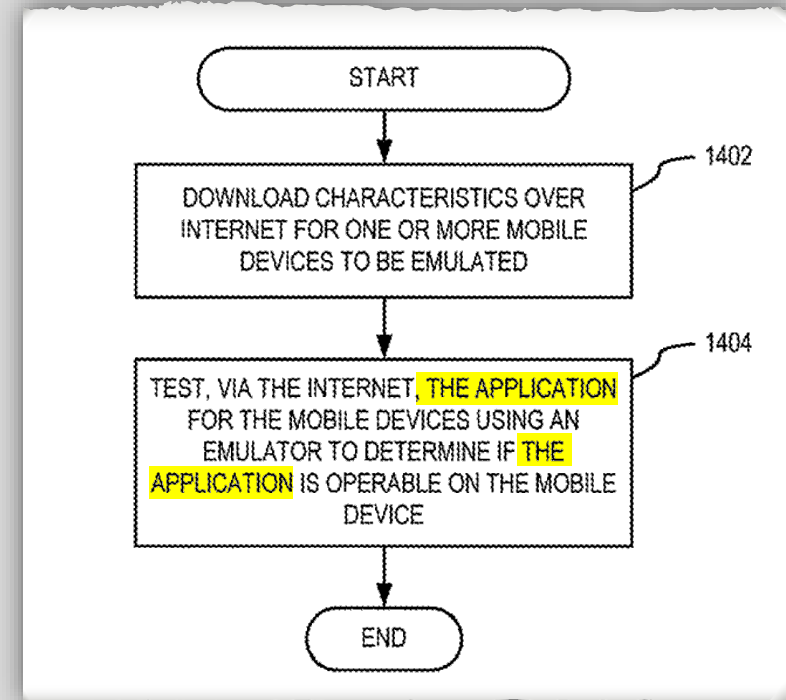 START
1402
DOWNLOAD CHARACTERISTICS OVER
INTERNET FOR ONE OR MORE MOBILE
DEVICES TO BE EMULATED
1404
TEST, VIA THE INTERNET, THE APPLICATION
FOR THE MOBILE DEVICES USING AN
EMULATOR TO DETERMINE IF THE
APPLICATION IS OPERABLE ON THE MOBILE
DEVICE
END